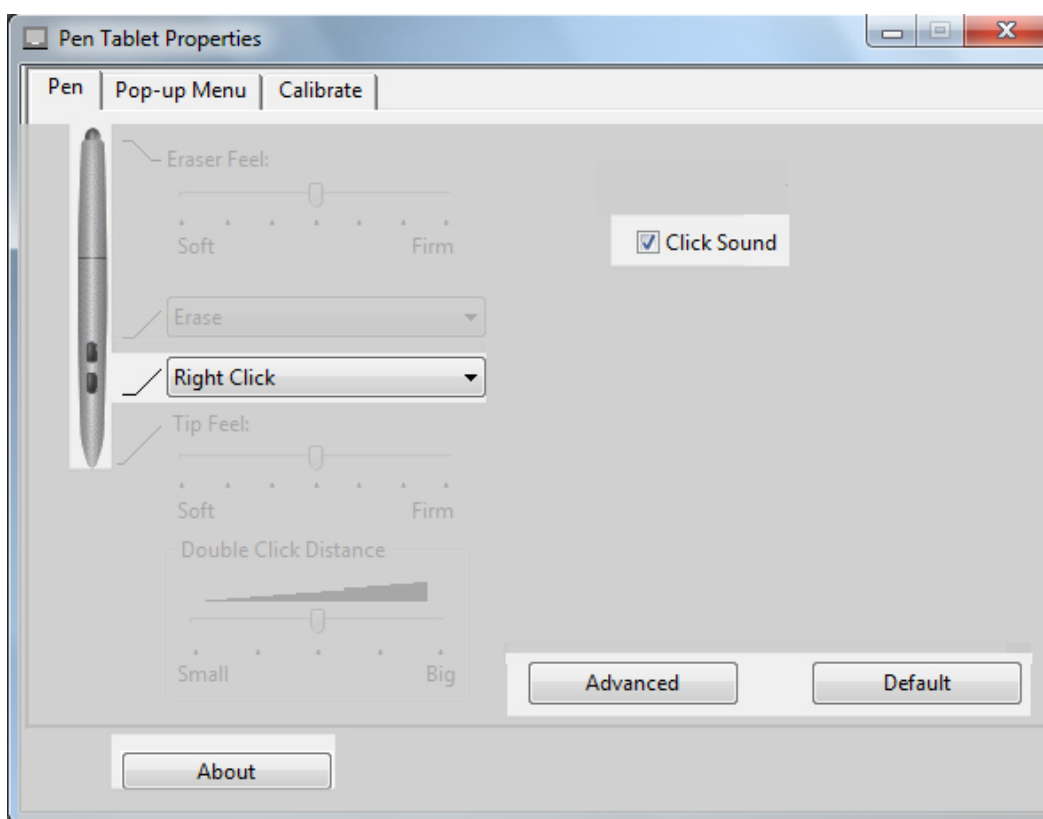 Pen Tablet Properties
Pen Pop-up Menu Calibrate
Eraser Feel:
Soft Firm
Click Sound
Erase
Right Click
Tip Feel:
Soft Firm
Double Click Distance
Small Big
Advanced Default
About